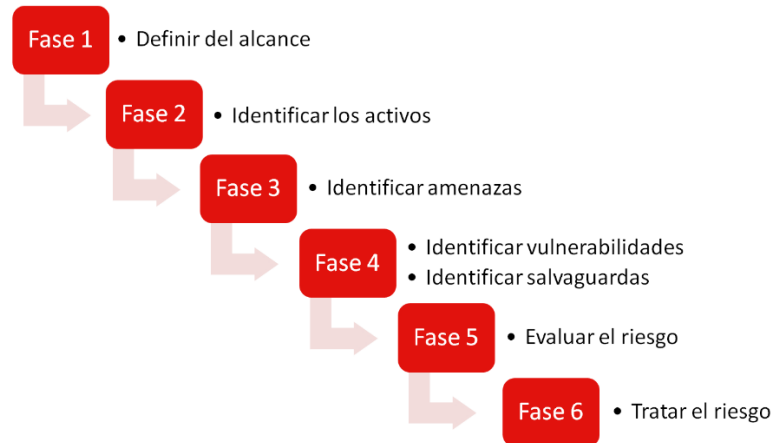 Fase 1
• Definir del alcance
Fase 2
• Identificar los activos
Fase 3
• Identificar amenazas
Fase 4
• Identificar vulnerabilidades
• Identificar salvaguardas
Fase 5
• Evaluar el riesgo
Fase 6
• Tratar el riesgo